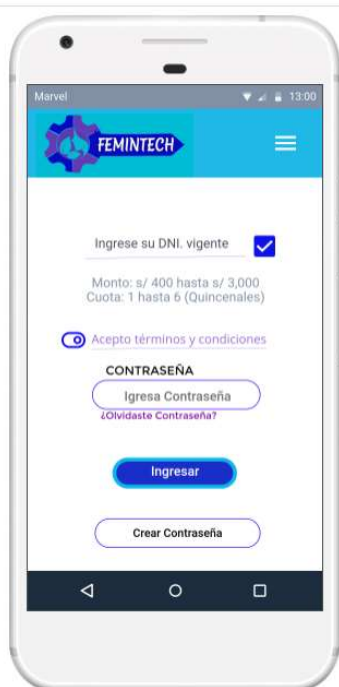 Marvel 13:00
FEMINTECH
Ingrese su DNI. vigente
Monto: s/ 400 hasta s/ 3,000
Cuota: 1 hasta 6 (Quincenales)
Acepto términos y condiciones
CONTRASEÑA
Igresa Contraseña
¿Olvidaste Contraseña?
Ingresar
Crear Contraseña